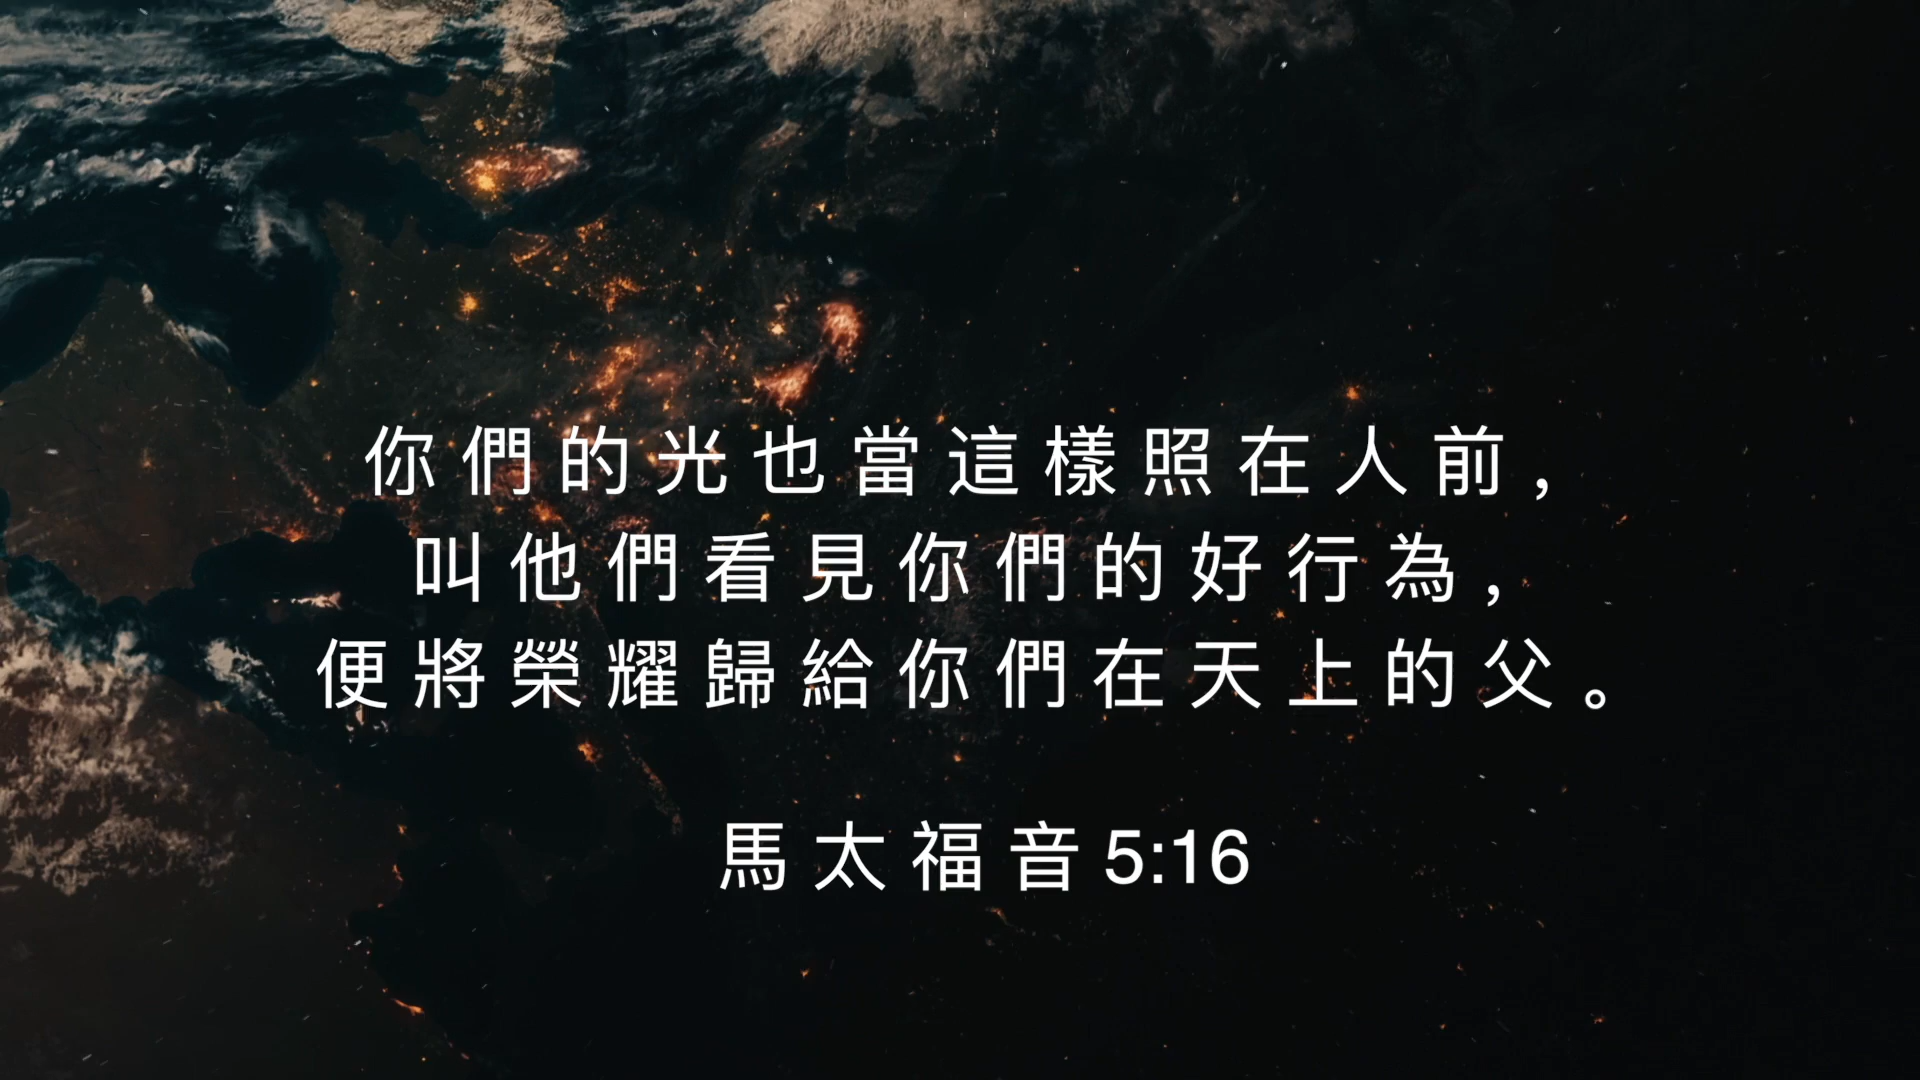 你們的光也當這樣照在人前，
叫他們看見你們的好行為，
便將榮耀歸給你們在天上的父。
馬太福音5:16